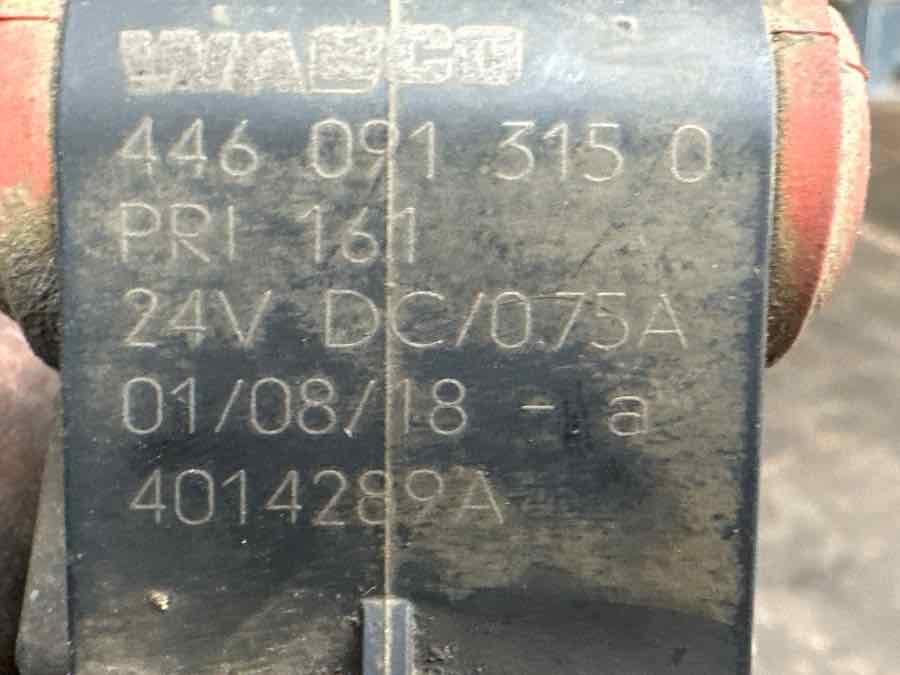 WABCO
446 091 315 0
PRI 161
24V DC/0.75A
01/08/18 - a
4014289A